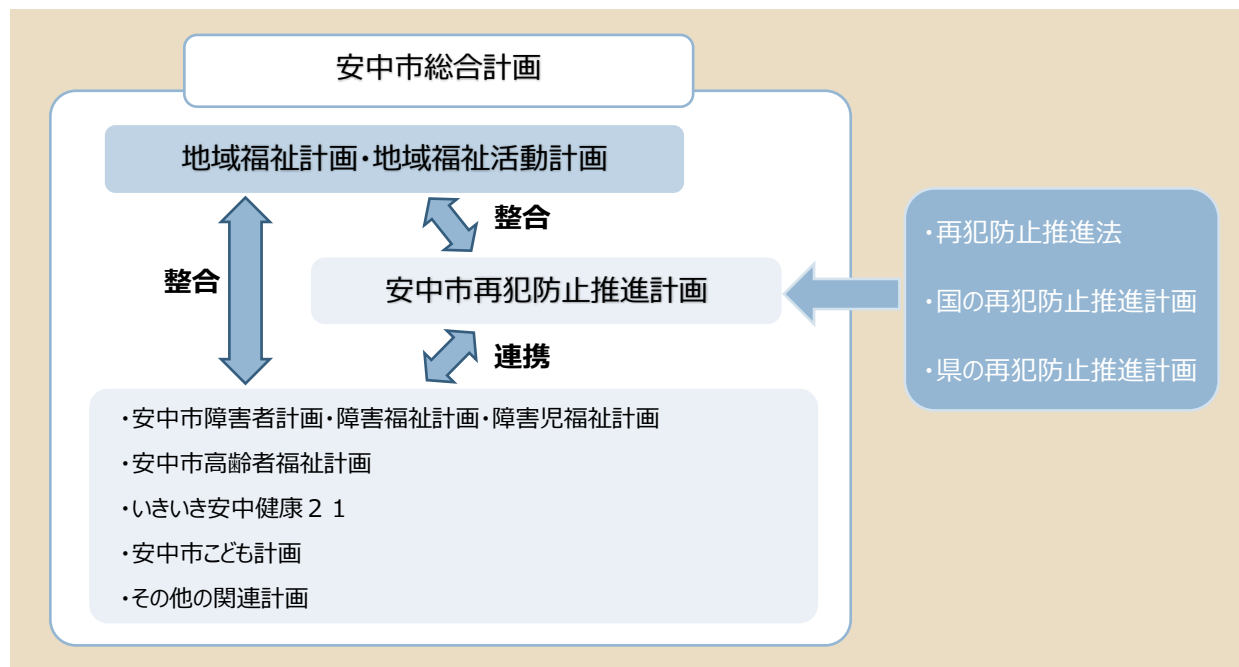 安中市総合計画
地域福祉計画・地域福祉活動計画
整合
整合
安中市再犯防止推進計画
連携
・安中市障害者計画・障害福祉計画・障害児福祉計画
・安中市高齢者福祉計画
・いきいき安中健康２１
・安中市こども計画
・その他の関連計画
・再犯防止推進法
・国の再犯防止推進計画
・県の再犯防止推進計画